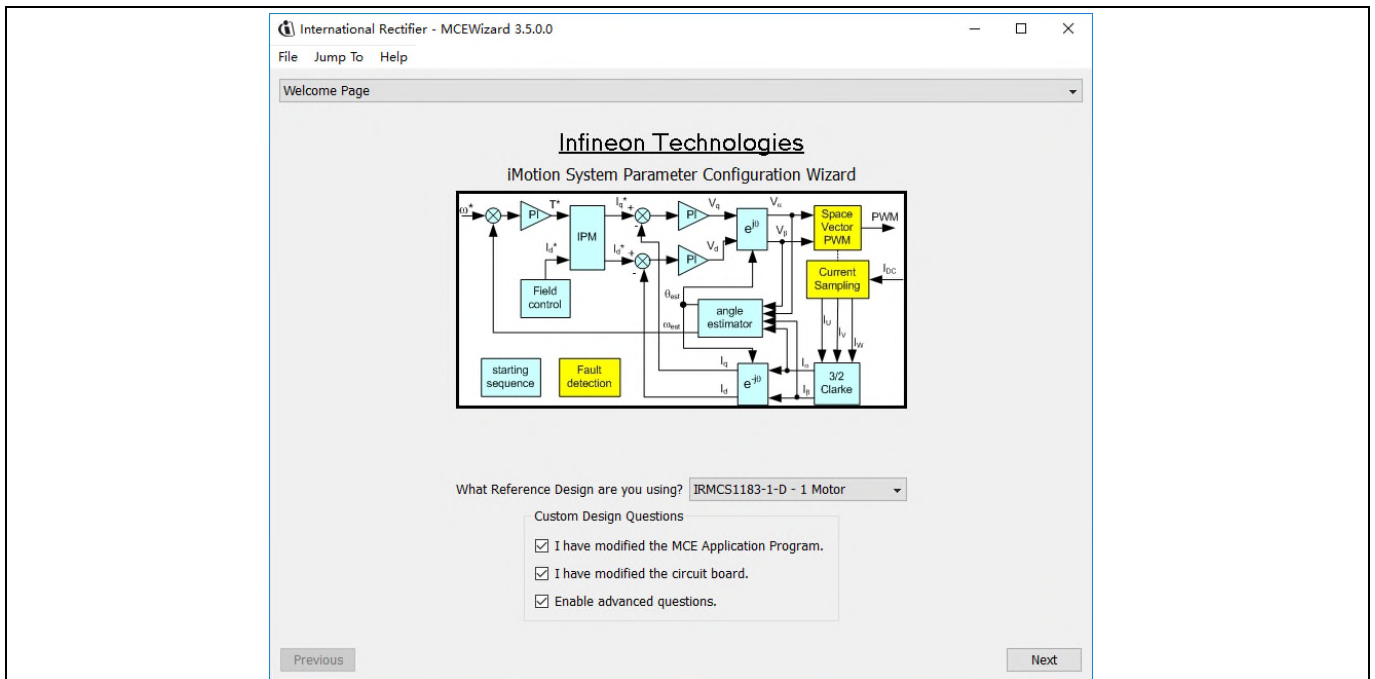 International Rectifier - MCEWizard 3.5.0.0
File Jump To Help
Welcome Page
Infineon Technologies
iMotion System Parameter Configuration Wizard
ω*
PI
T*
IPM
Iq*
+
-
PI
Vq
e^jθ
Vα
Vβ
Space
Vector
PWM
PWM
Id*
Id*
+
-
PI
Vd
Field
control
Current
Sampling
IDC
θest
ωest
angle
estimator
IU
IV
IW
starting
sequence
Fault
detection
Iq
Id
e^-jθ
Iα
Iβ
3/2
Clarke
What Reference Design are you using? IRMCS1183-1-D - 1 Motor
Custom Design Questions
I have modified the MCE Application Program.
I have modified the circuit board.
Enable advanced questions.
Previous
Next